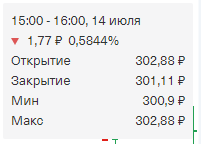 15:00 - 16:00, 14 июля
▼ 1,77 ₽ 0,5844%
Открытие 302,88 ₽
Закрытие 301,11 ₽
Мин 300,9 ₽
Макс 302,88 ₽